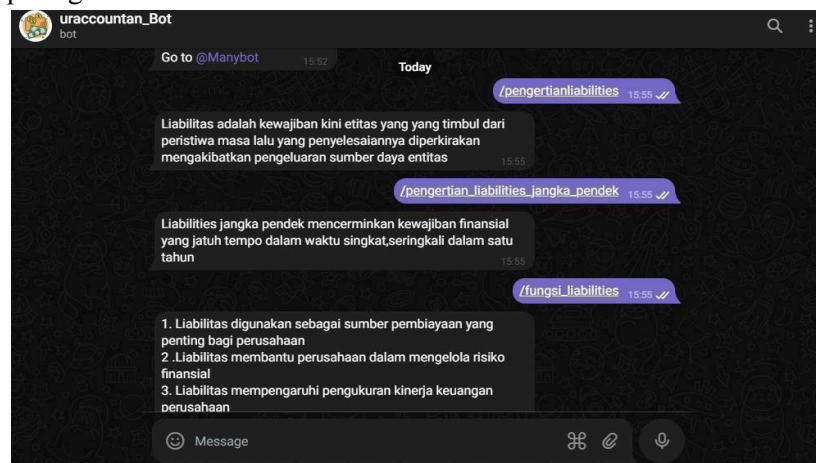 uraccountan_Bot
bot
Go to @Manybot 15:52
Today
/pengertianliabilities 15:55
Liabilitas adalah kewajiban kini etitas yang yang timbul dari
peristiwa masa lalu yang penyelesaiannya diperkirakan
mengakibatkan pengeluaran sumber daya entitas 15:55
/pengertian_liabilities_jangka_pendek 15:55
Liabilities jangka pendek mencerminkan kewajiban finansial
yang jatuh tempo dalam waktu singkat,seringkali dalam satu
tahun 15:55
/fungsi_liabilities 15:55
1. Liabilitas digunakan sebagai sumber pembiayaan yang
penting bagi perusahaan
2 .Liabilitas membantu perusahaan dalam mengelola risiko
finansial
3. Liabilitas mempengaruhi pengukuran kinerja keuangan
perusahaan
Message